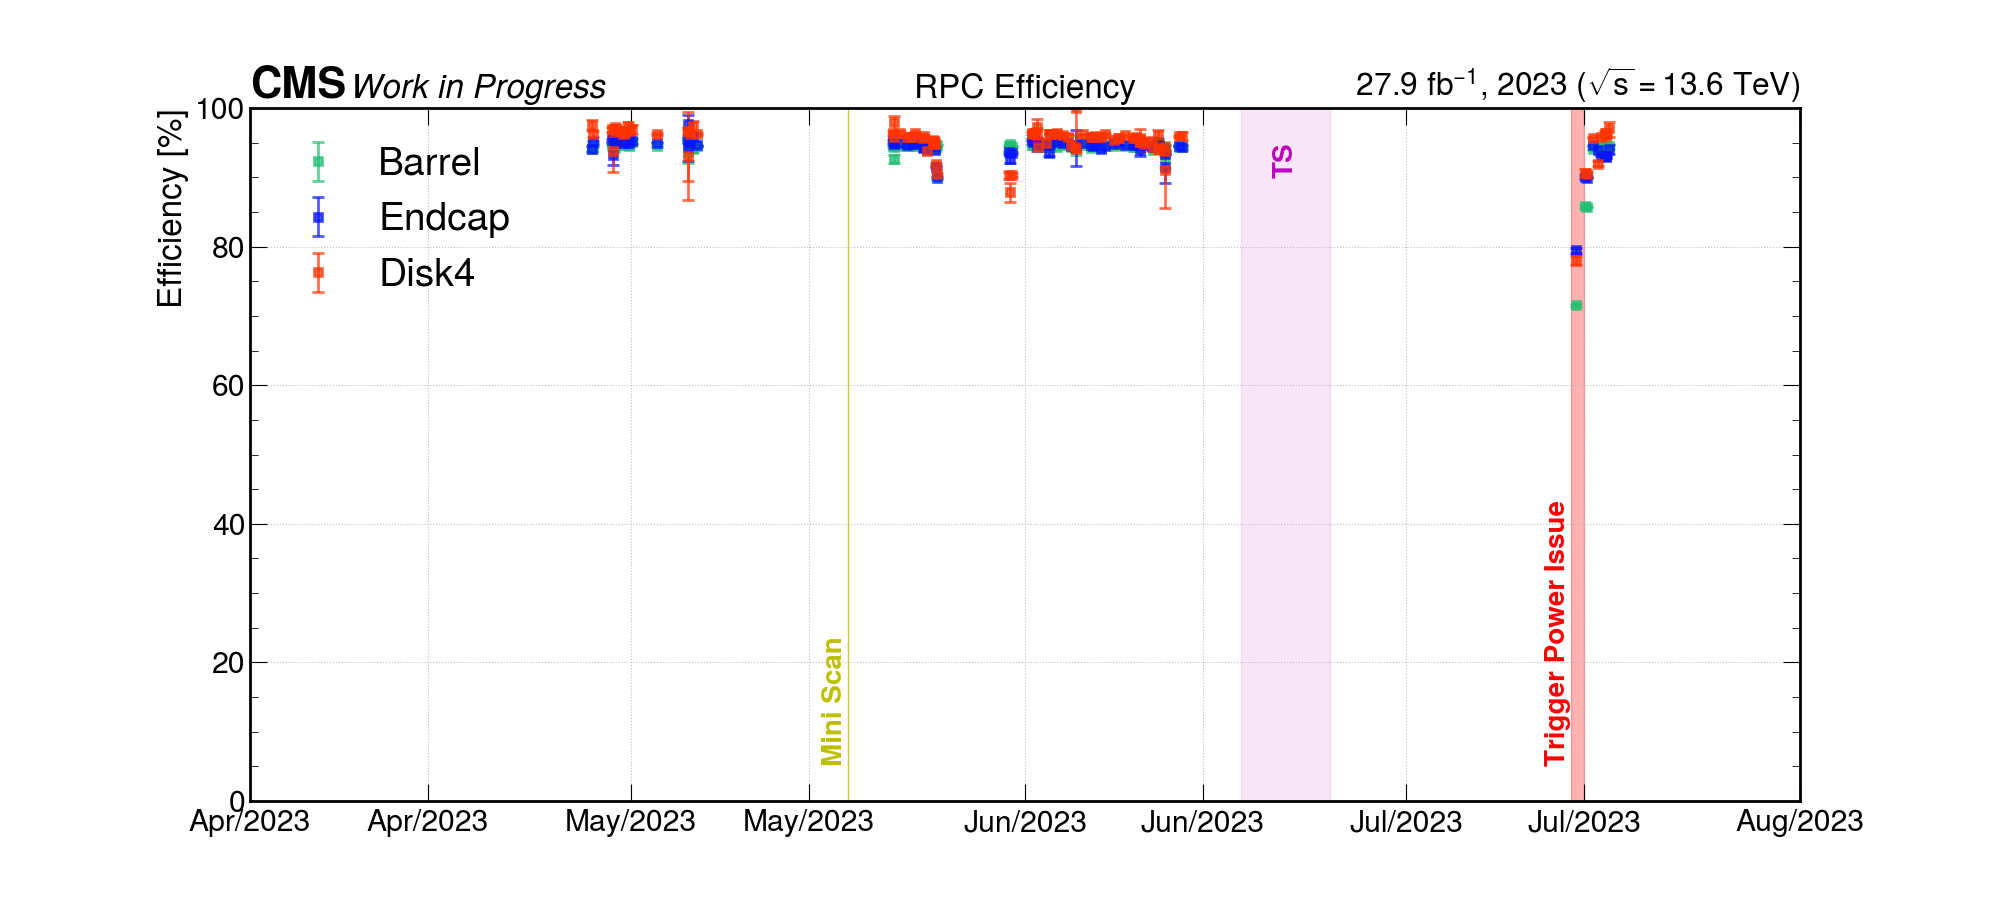 CMS Work in Progress RPC Efficiency 27.9 fb⁻¹, 2023 (√s = 13.6 TeV)
Efficiency [%]
100
80
60
40
20
0
Barrel
Endcap
Disk4
Mini Scan
TS
Trigger Power Issue
Apr/2023 Apr/2023 May/2023 May/2023 Jun/2023 Jun/2023 Jul/2023 Jul/2023 Aug/2023